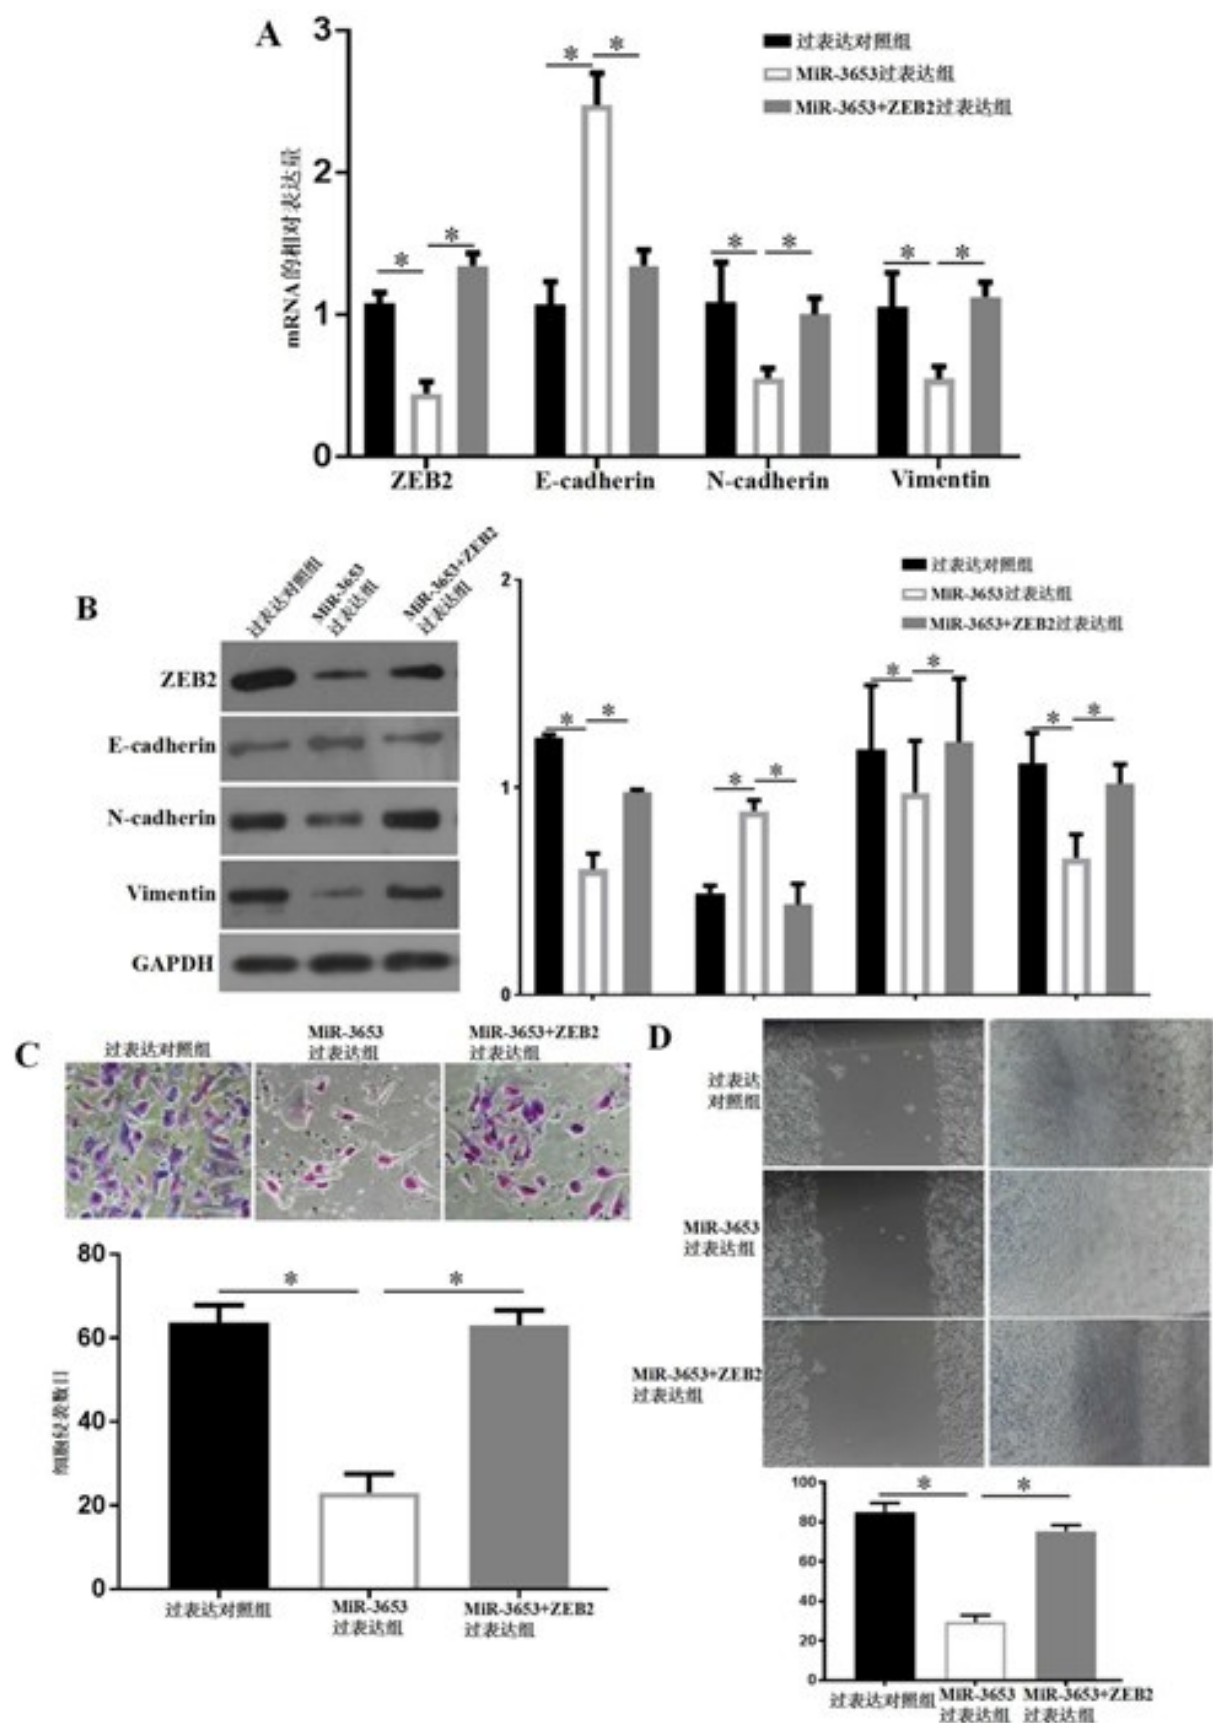 A
3
2
1
0
mRNA的相对表达量
过表达对照组
MiR-3653过表达组
MiR-3653+ZEB2过表达组
* * * * * * * *
ZEB2 E-cadherin N-cadherin Vimentin
B
过表达对照组
MiR-3653
过表达组
MiR-3653+ZEB2
过表达组
ZEB2
E-cadherin
N-cadherin
Vimentin
GAPDH
2
1
0
过表达对照组
MiR-3653过表达组
MiR-3653+ZEB2过表达组
* * * * * * * *
C
过表达对照组
MiR-3653
过表达组
MiR-3653+ZEB2
过表达组
80
60
40
20
0
细胞侵袭数目
* *
过表达对照组
MiR-3653
过表达组
MiR-3653+ZEB2
过表达组
D
过表达
对照组
MiR-3653
过表达组
MiR-3653+ZEB2
过表达组
100
80
60
40
20
0
* *
过表达对照组
MiR-3653
过表达组
MiR-3653+ZEB2
过表达组